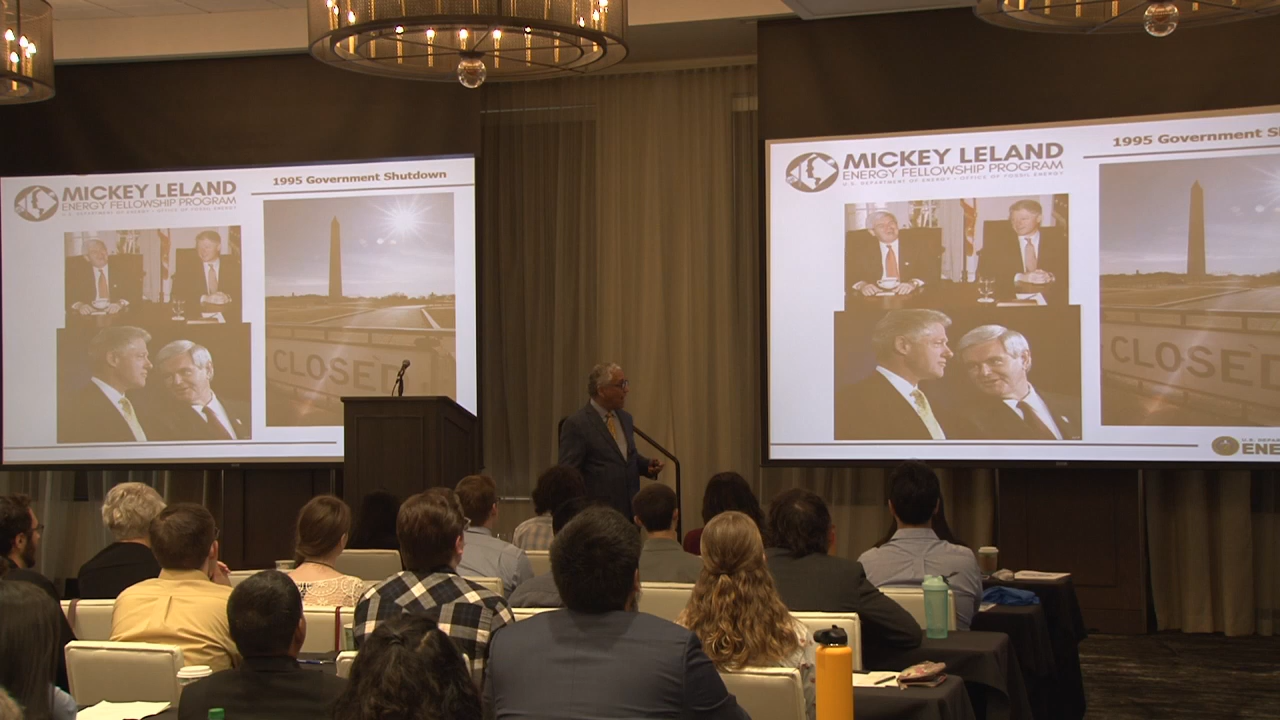 MICKEY LELAND
ENERGY FELLOWSHIP PROGRAM
U.S. DEPARTMENT OF ENERGY • OFFICE OF FOSSIL ENERGY
1995 Government Shutdown
CLOSED
MICKEY LELAND
ENERGY FELLOWSHIP PROGRAM
U.S. DEPARTMENT OF ENERGY • OFFICE OF FOSSIL ENERGY
1995 Government S
CLOSED
ENE